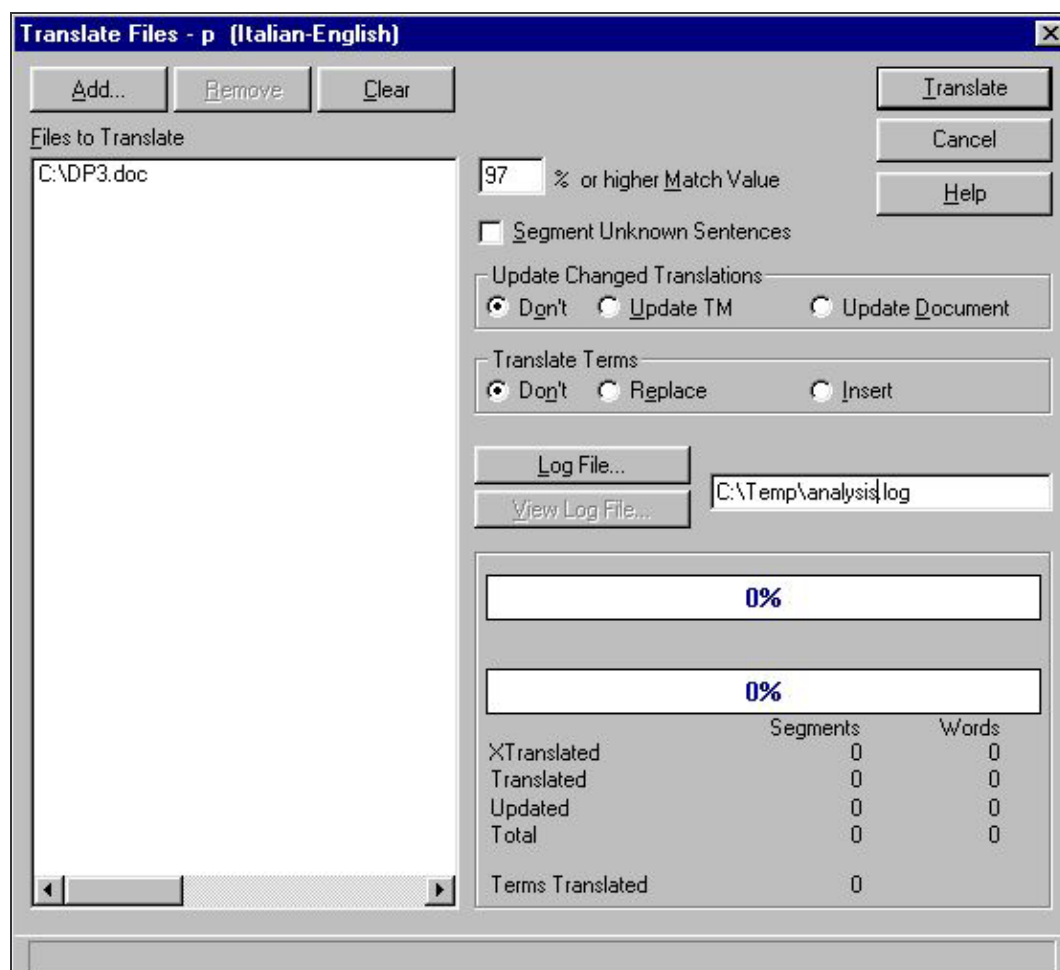 Translate Files - p (Italian-English)
Add... Remove Clear
Translate
Files to Translate
Cancel
C:\DP3.doc
97 % or higher Match Value
Help
Segment Unknown Sentences
Update Changed Translations
Don't Update TM Update Document
Translate Terms
Don't Replace Insert
Log File...
C:\Temp\analysis.log
View Log File...
0%
0%
Segments Words
XTranslated 0 0
Translated 0 0
Updated 0 0
Total 0 0
Terms Translated 0